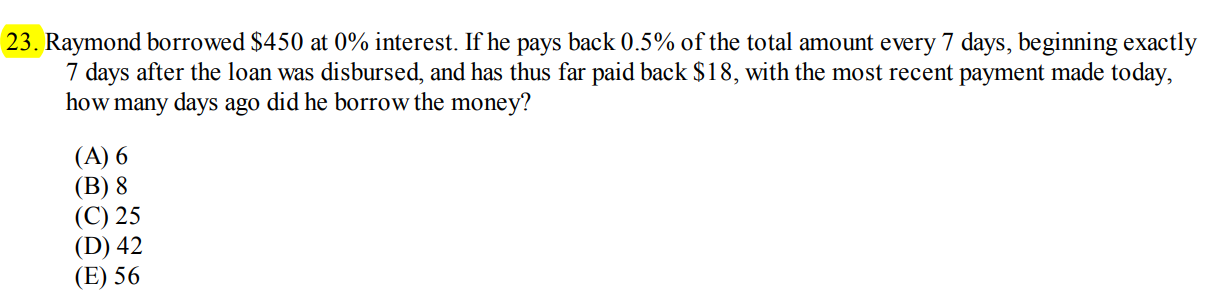 23. Raymond borrowed $450 at 0% interest. If he pays back 0.5% of the total amount every 7 days, beginning exactly
7 days after the loan was disbursed, and has thus far paid back $18, with the most recent payment made today,
how many days ago did he borrow the money?
(A) 6
(B) 8
(C) 25
(D) 42
(E) 56